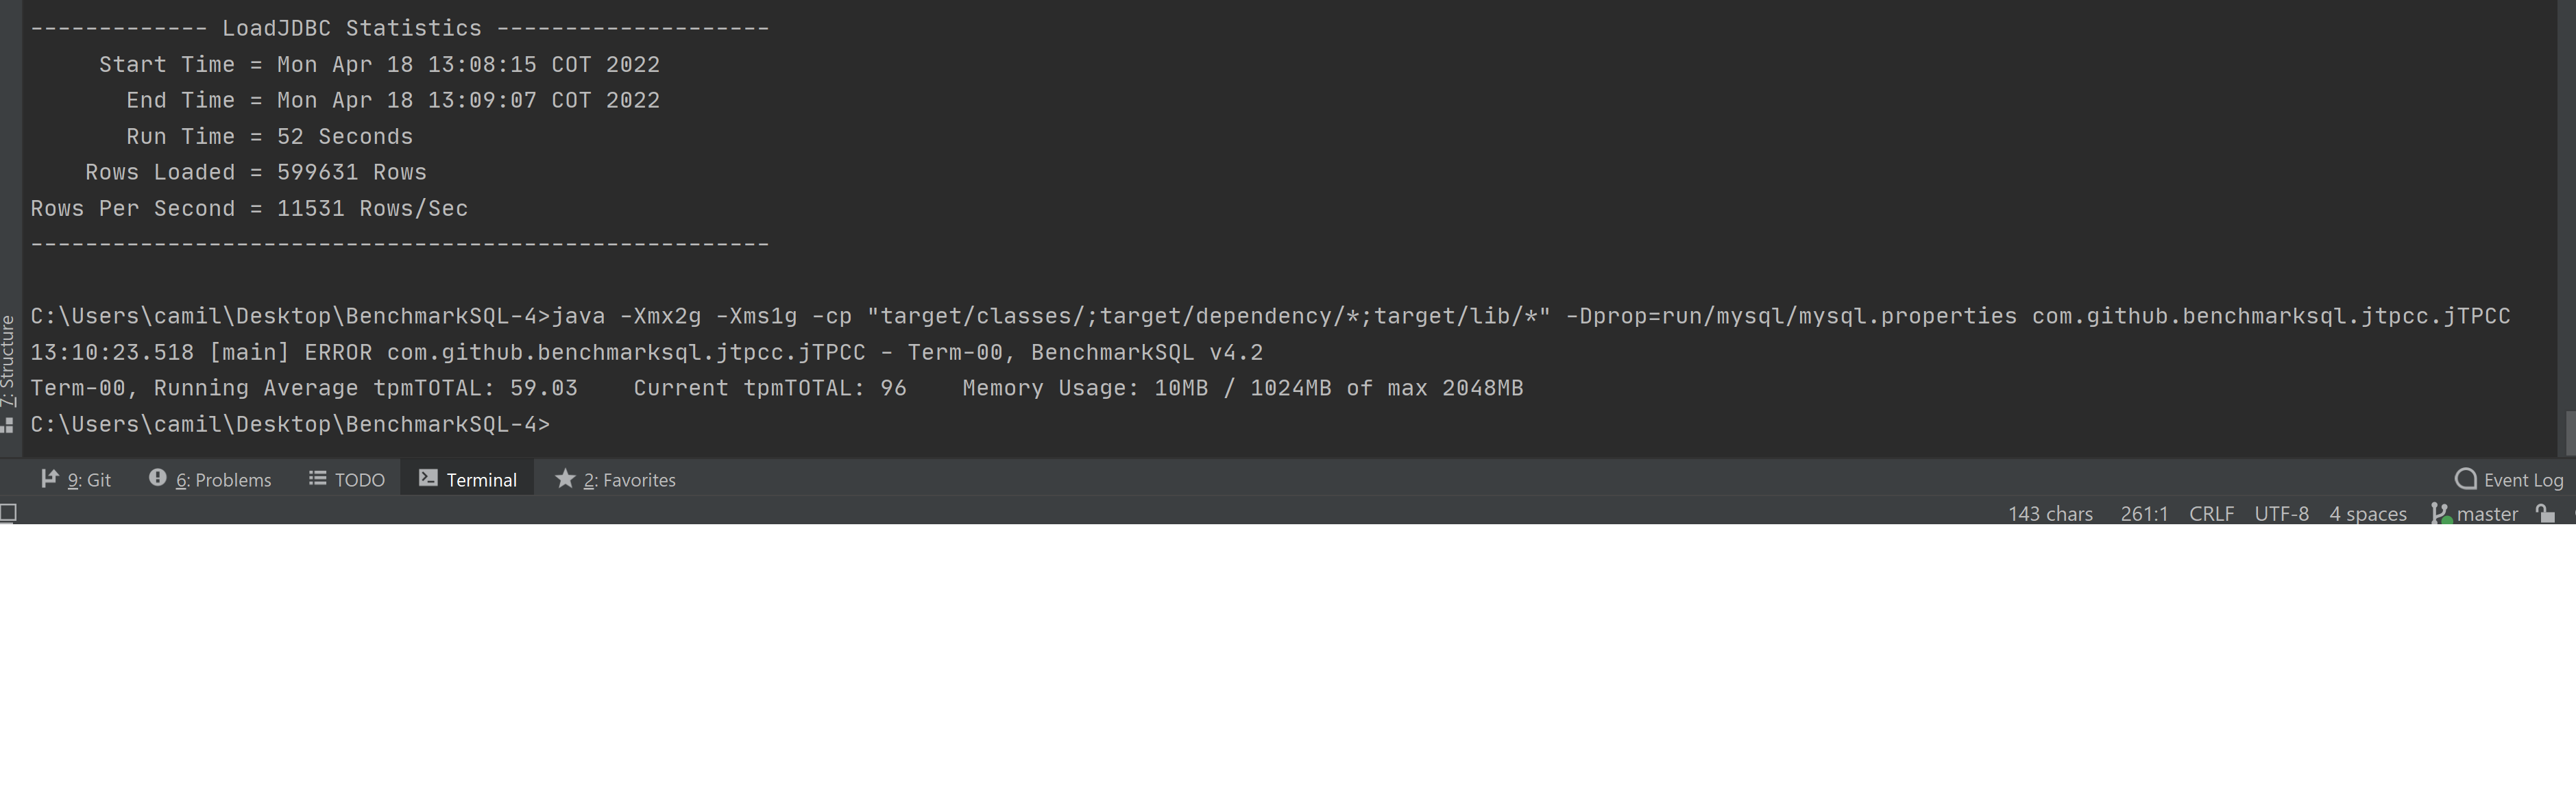 ------------- LoadJDBC Statistics --------------------
Start Time = Mon Apr 18 13:08:15 COT 2022
End Time = Mon Apr 18 13:09:07 COT 2022
Run Time = 52 Seconds
Rows Loaded = 599631 Rows
Rows Per Second = 11531 Rows/Sec
------------------------------------------------------
C:\Users\camil\Desktop\BenchmarkSQL-4>java -Xmx2g -Xms1g -cp "target/classes/;target/dependency/*;target/lib/*" -Dprop=run/mysql/mysql.properties com.github.benchmarksql.jtpcc.jTPCC
13:10:23.518 [main] ERROR com.github.benchmarksql.jtpcc.jTPCC - Term-00, BenchmarkSQL v4.2
Term-00, Running Average tpmTOTAL: 59.03    Current tpmTOTAL: 96    Memory Usage: 10MB / 1024MB of max 2048MB
C:\Users\camil\Desktop\BenchmarkSQL-4>
7: Structure
9: Git 6: Problems TODO Terminal 2: Favorites Event Log
143 chars 261:1 CRLF UTF-8 4 spaces master